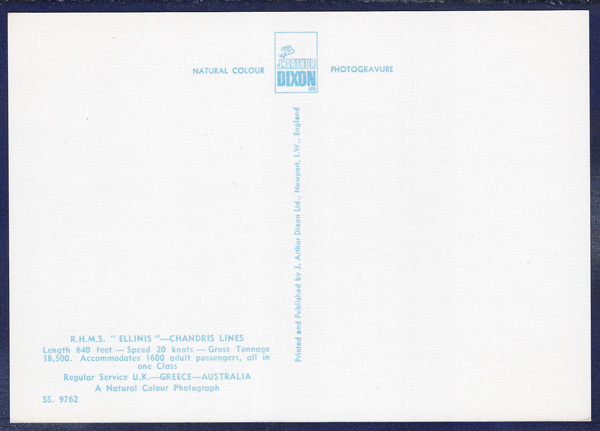 NATURAL COLOUR
J. ARTHUR
DIXON
LTD
PHOTOGRAVURE
Printed and Published by J. Arthur Dixon Ltd., Newport, I.W., England
R.H.M.S. " ELLINIS "—CHANDRIS LINES
Length 640 feet — Speed 20 knots — Gross Tonnage
18,500. Accommodates 1600 adult passengers, all in
one Class
Regular Service U.K.—GREECE—AUSTRALIA
A Natural Colour Photograph
SS. 9762